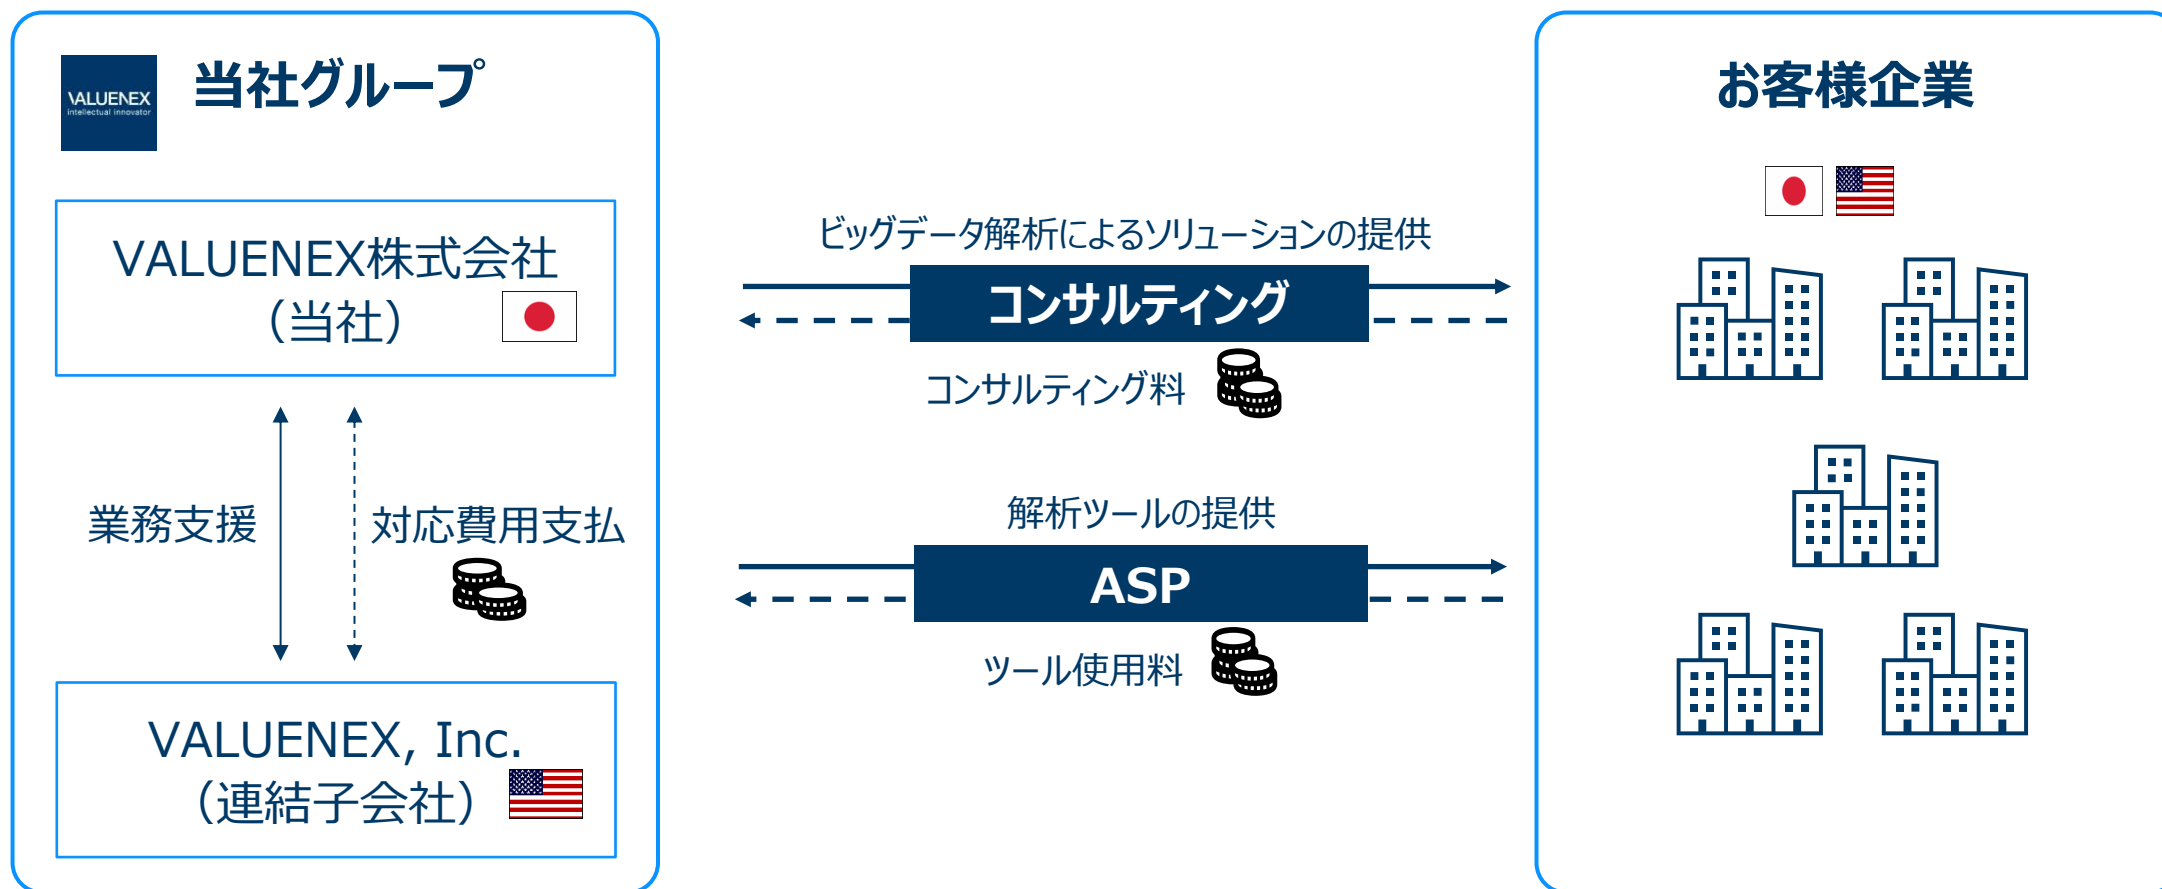 VALUENEX
intellectual innovator
当社グループ
VALUENEX株式会社
（当社）
業務支援
対応費用支払
VALUENEX, Inc.
（連結子会社）
ビッグデータ解析によるソリューションの提供
コンサルティング
コンサルティング料
解析ツールの提供
ASP
ツール使用料
お客様企業